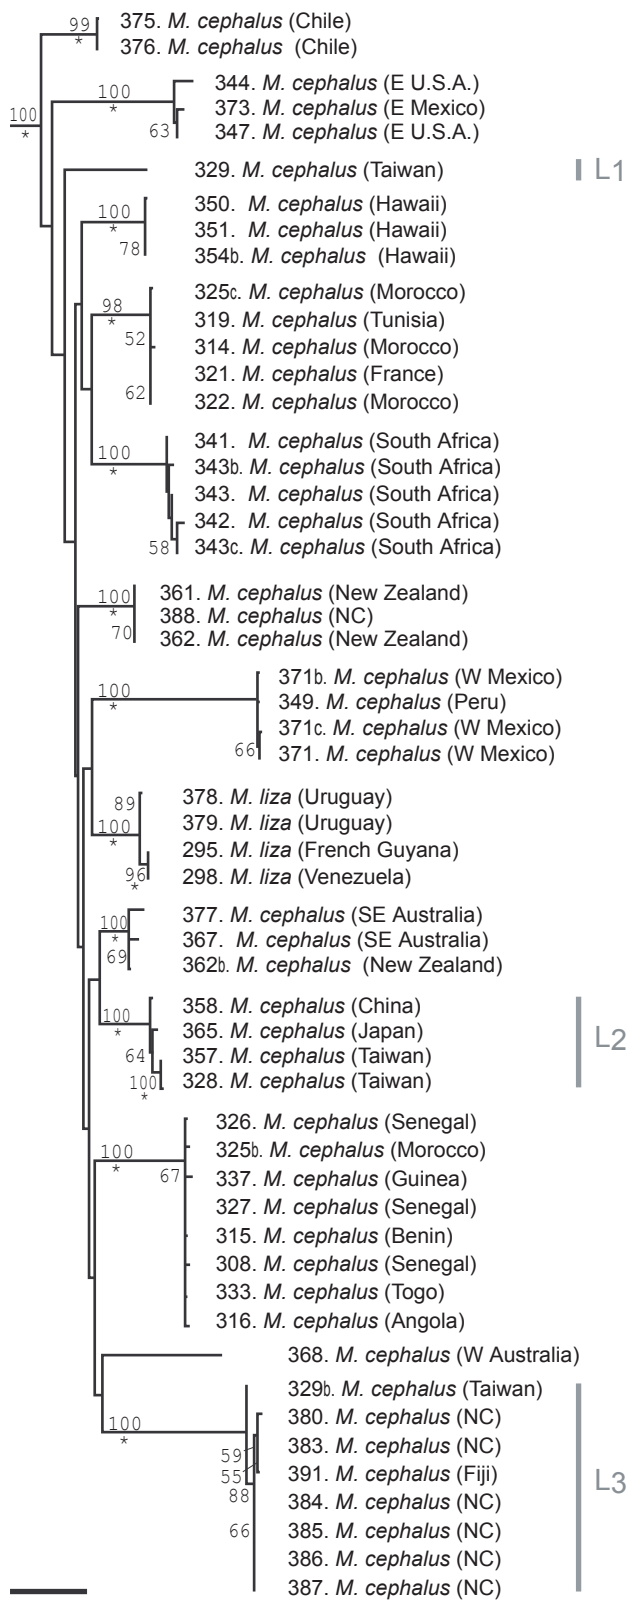 99
*
375. M. cephalus (Chile)
376. M. cephalus (Chile)
100
*
100
*
63
344. M. cephalus (E U.S.A.)
373. M. cephalus (E Mexico)
347. M. cephalus (E U.S.A.)
329. M. cephalus (Taiwan)
L1
100
*
78
350. M. cephalus (Hawaii)
351. M. cephalus (Hawaii)
354b. M. cephalus (Hawaii)
98
*
52
62
325c. M. cephalus (Morocco)
319. M. cephalus (Tunisia)
314. M. cephalus (Morocco)
321. M. cephalus (France)
322. M. cephalus (Morocco)
100
*
58
341. M. cephalus (South Africa)
343b. M. cephalus (South Africa)
343. M. cephalus (South Africa)
342. M. cephalus (South Africa)
343c. M. cephalus (South Africa)
100
*
70
361. M. cephalus (New Zealand)
388. M. cephalus (NC)
362. M. cephalus (New Zealand)
100
*
66
371b. M. cephalus (W Mexico)
349. M. cephalus (Peru)
371c. M. cephalus (W Mexico)
371. M. cephalus (W Mexico)
89
100
*
96
*
378. M. liza (Uruguay)
379. M. liza (Uruguay)
295. M. liza (French Guyana)
298. M. liza (Venezuela)
100
*
69
377. M. cephalus (SE Australia)
367. M. cephalus (SE Australia)
362b. M. cephalus (New Zealand)
100
*
64
100
*
358. M. cephalus (China)
365. M. cephalus (Japan)
357. M. cephalus (Taiwan)
328. M. cephalus (Taiwan)
L2
100
*
67
326. M. cephalus (Senegal)
325b. M. cephalus (Morocco)
337. M. cephalus (Guinea)
327. M. cephalus (Senegal)
315. M. cephalus (Benin)
308. M. cephalus (Senegal)
333. M. cephalus (Togo)
316. M. cephalus (Angola)
368. M. cephalus (W Australia)
100
*
59
55
88
66
329b. M. cephalus (Taiwan)
380. M. cephalus (NC)
383. M. cephalus (NC)
391. M. cephalus (Fiji)
384. M. cephalus (NC)
385. M. cephalus (NC)
386. M. cephalus (NC)
387. M. cephalus (NC)
L3